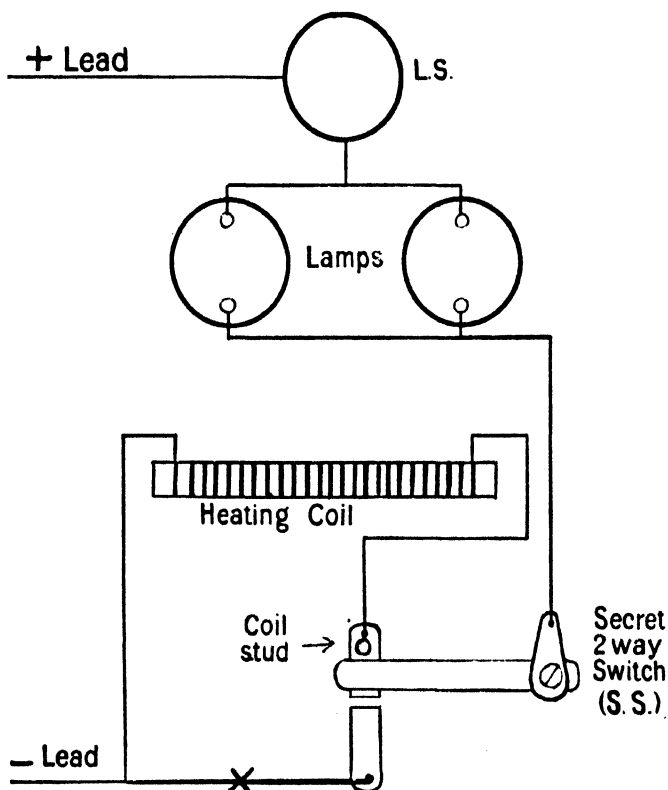 + Lead
L.S.
Lamps
Heating Coil
Coil
stud →
Secret
2 way
Switch
(S.S.)
– Lead
X